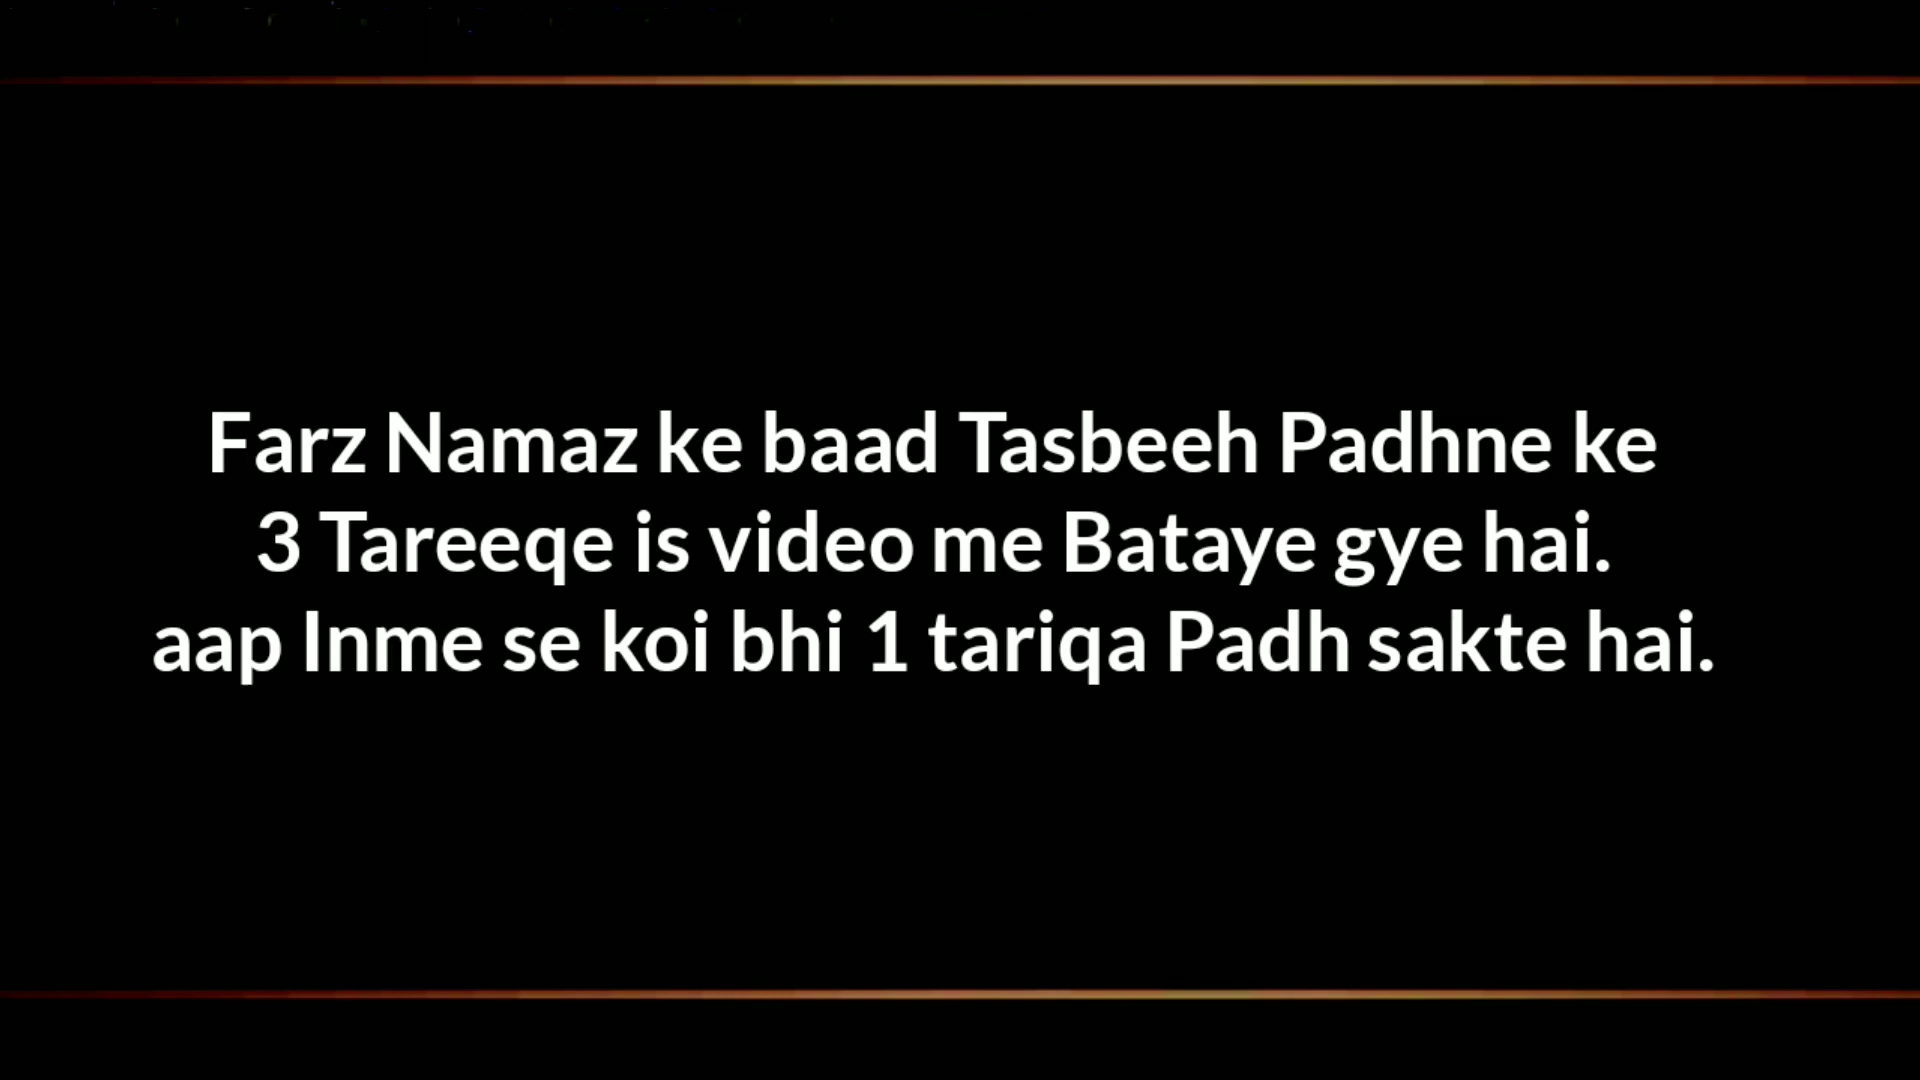 Farz Namaz ke baad Tasbeeh Padhne ke
3 Tareeqe is video me Bataye gye hai.
aap Inme se koi bhi 1 tariqa Padh sakte hai.